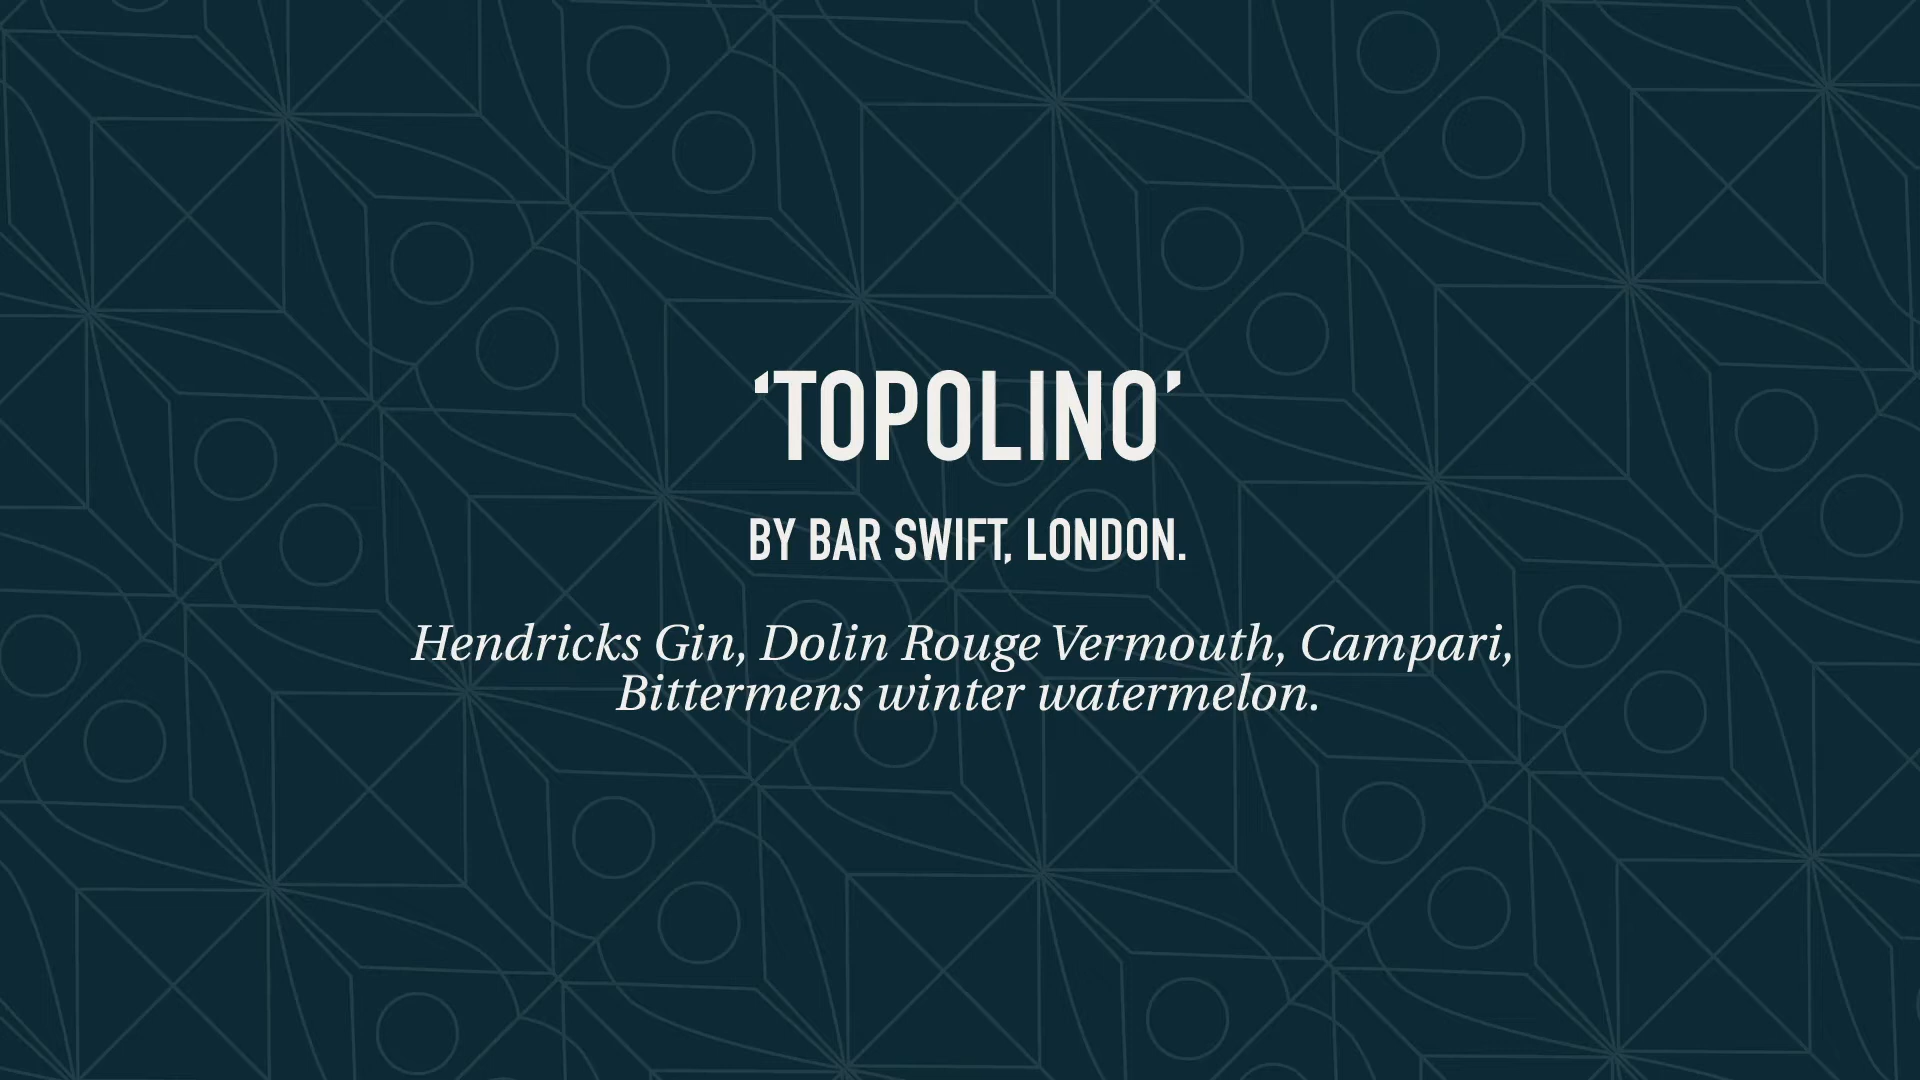 ‘TOPOLINO’
BY BAR SWIFT, LONDON.
Hendricks Gin, Dolin Rouge Vermouth, Campari,
Bittermens winter watermelon.